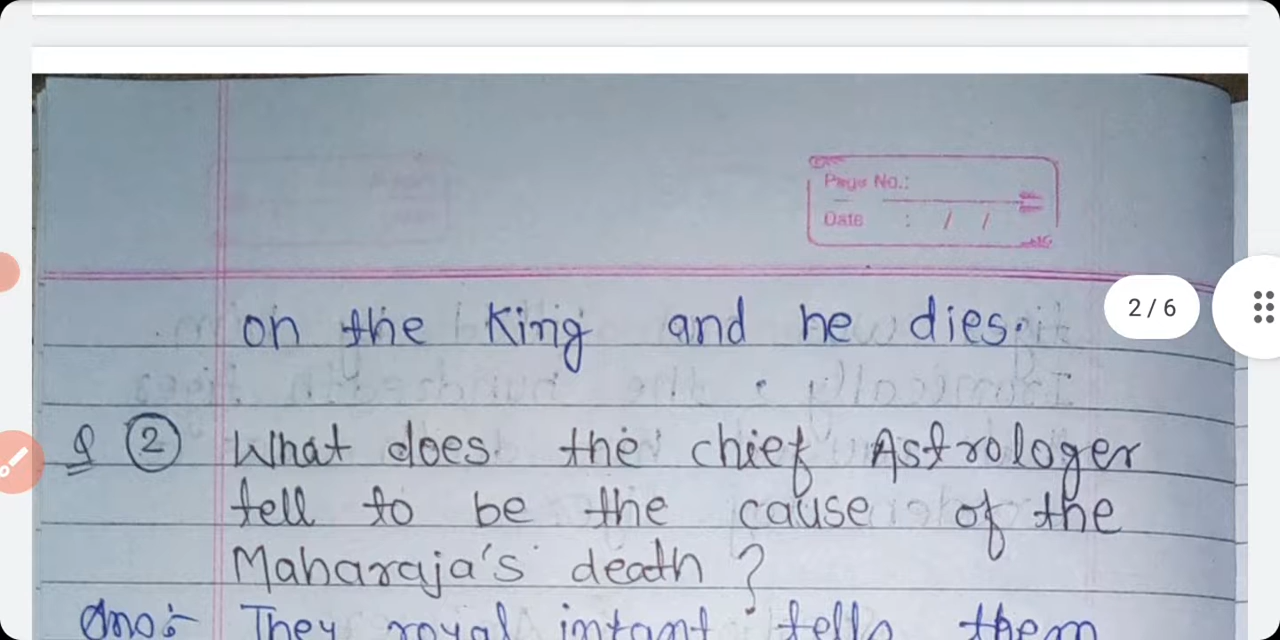 Page No.:
Date : / /
on the king and he dies.
2 / 6
Q ② What does the chief Astrologer
tell to be the cause of the
Maharaja's death ?
Ans:- They royal intant tells them